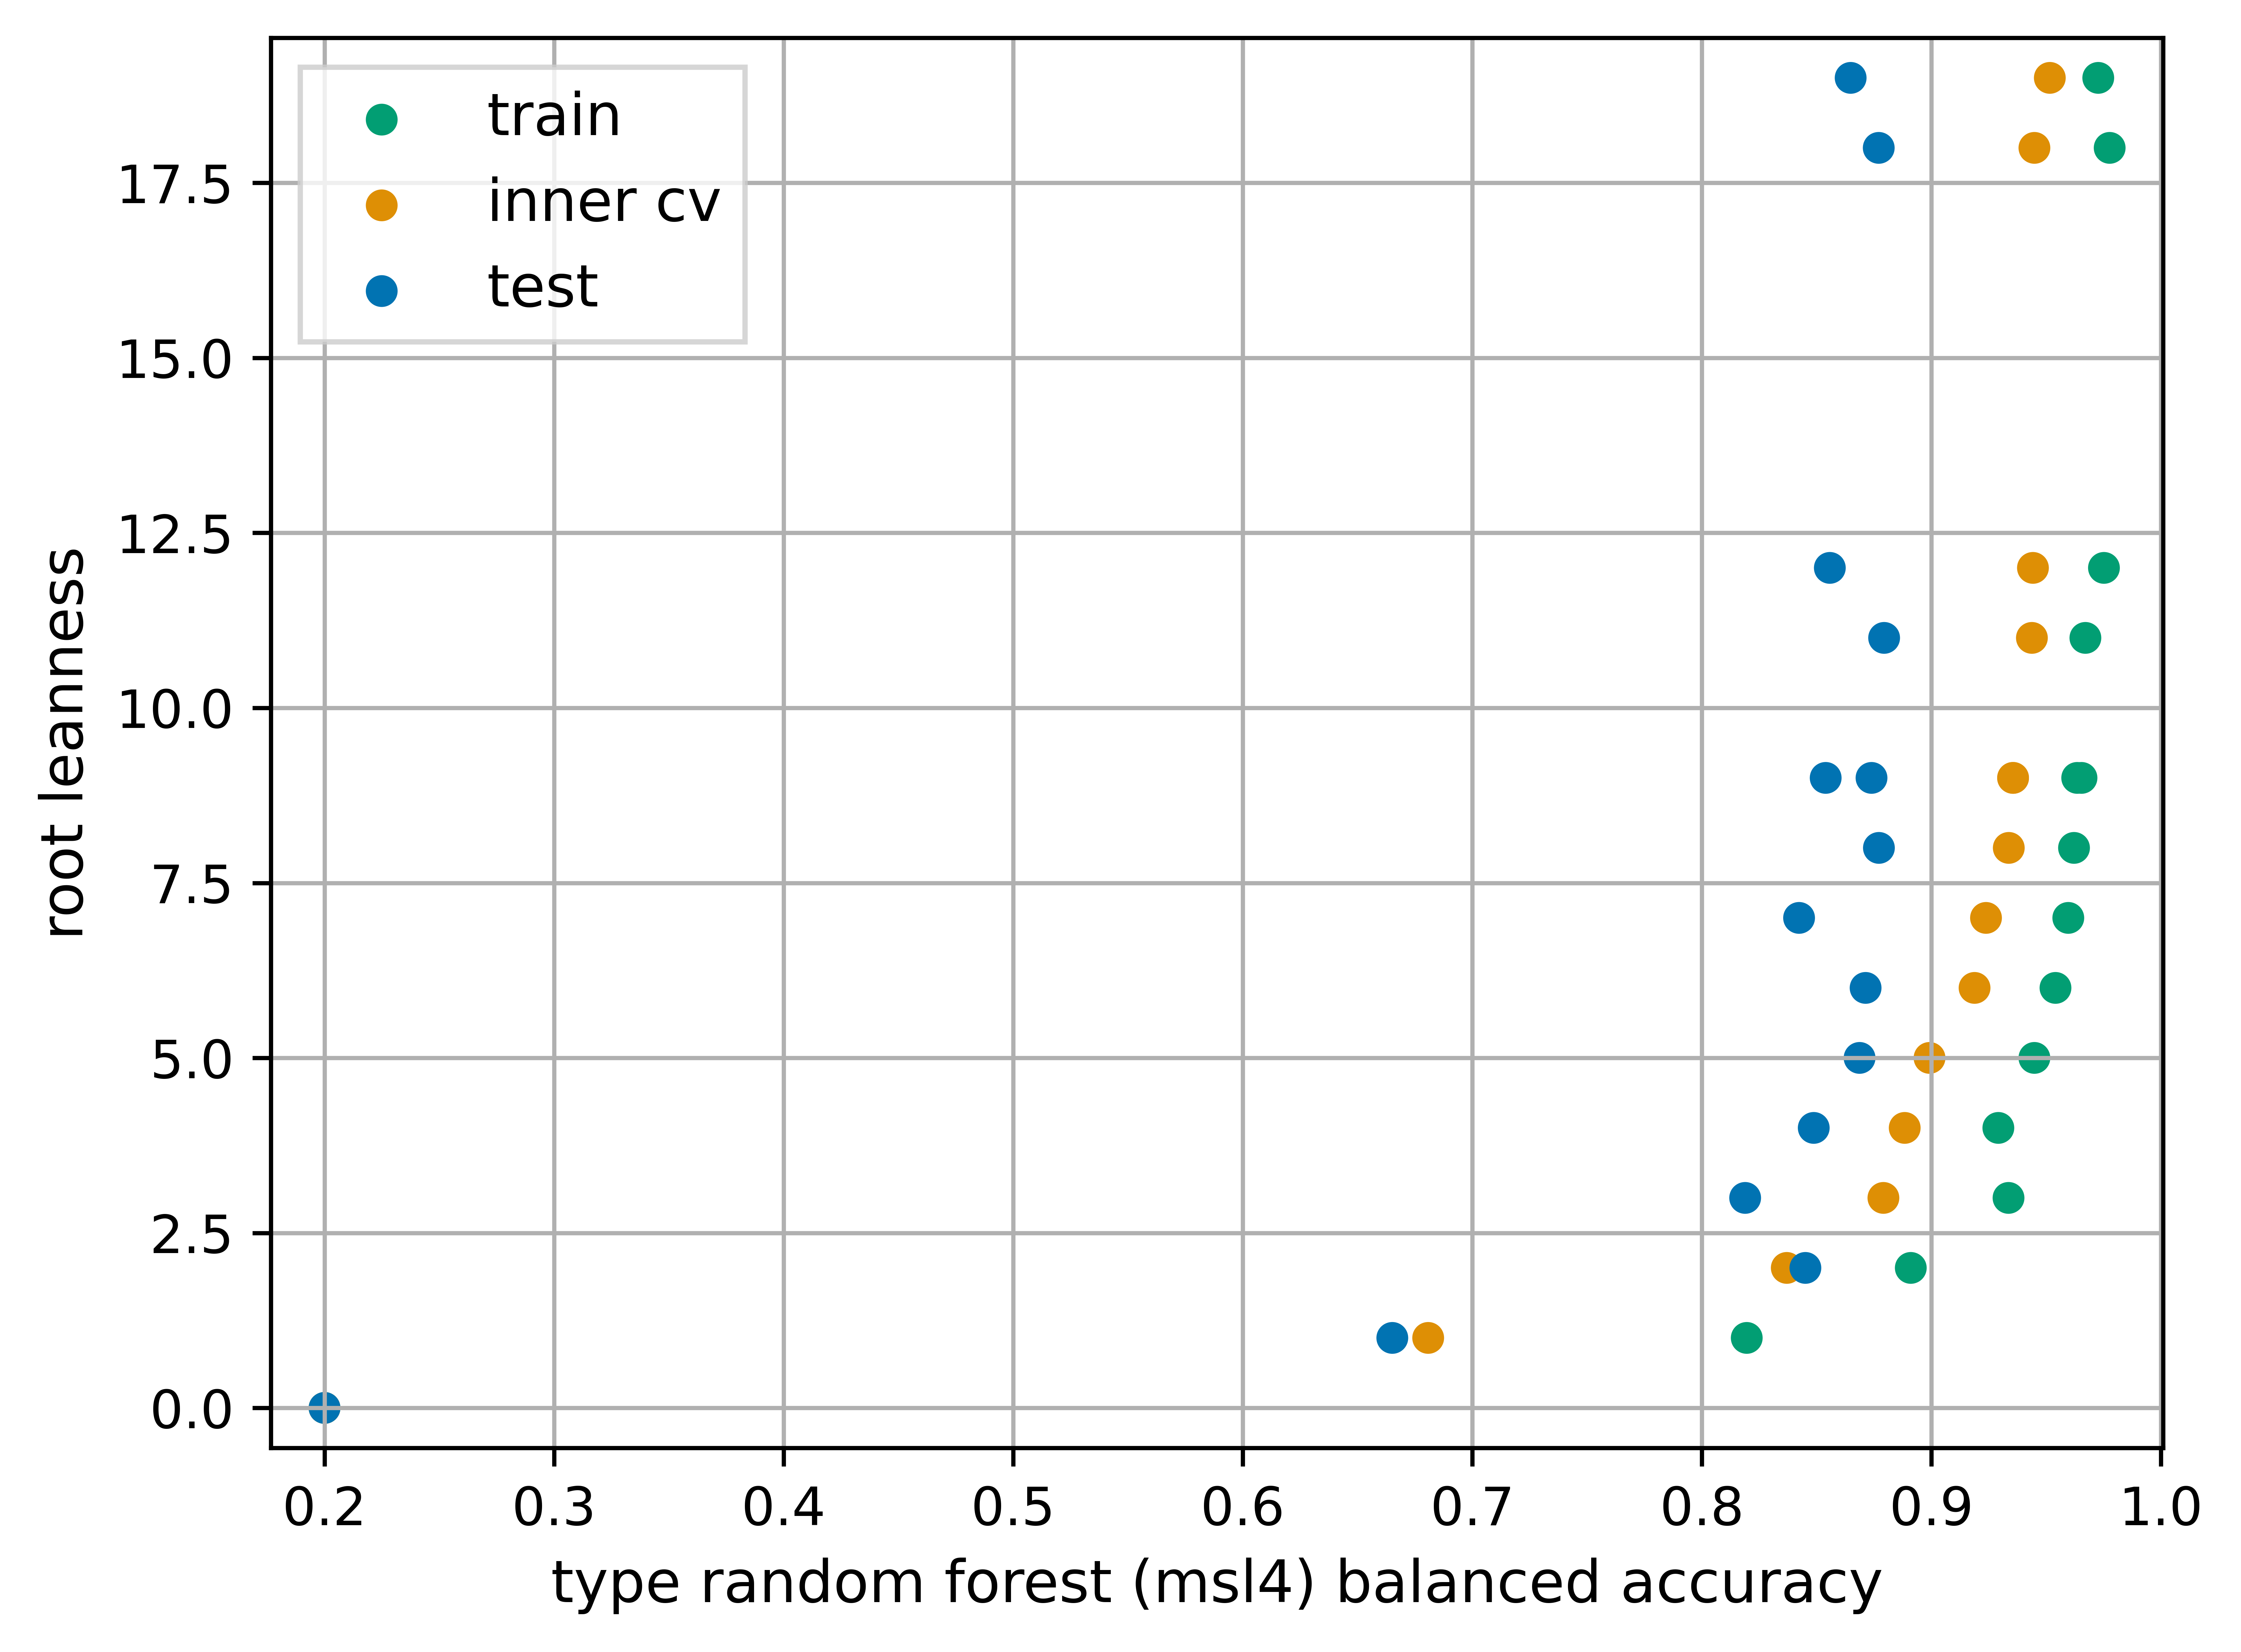 train
inner cv
test
17.5
15.0
12.5
10.0
7.5
5.0
2.5
0.0
root leanness
0.2 0.3 0.4 0.5 0.6 0.7 0.8 0.9 1.0
type random forest (msl4) balanced accuracy